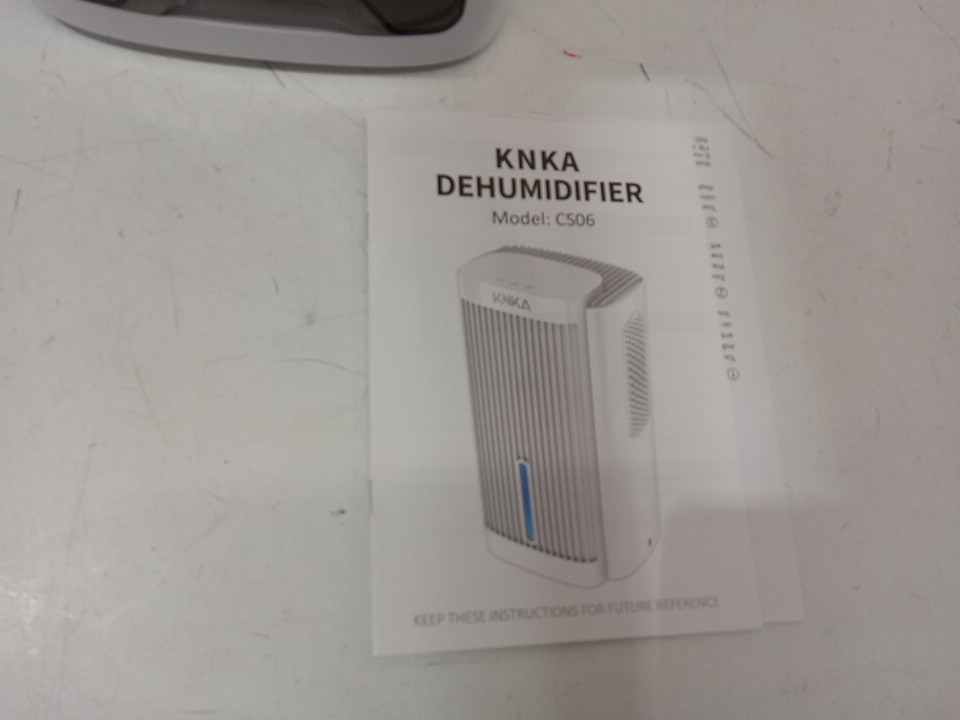 KNKA
DEHUMIDIFIER
Model: CS06
KNKA
KEEP THESE INSTRUCTIONS FOR FUTURE REFERENCE